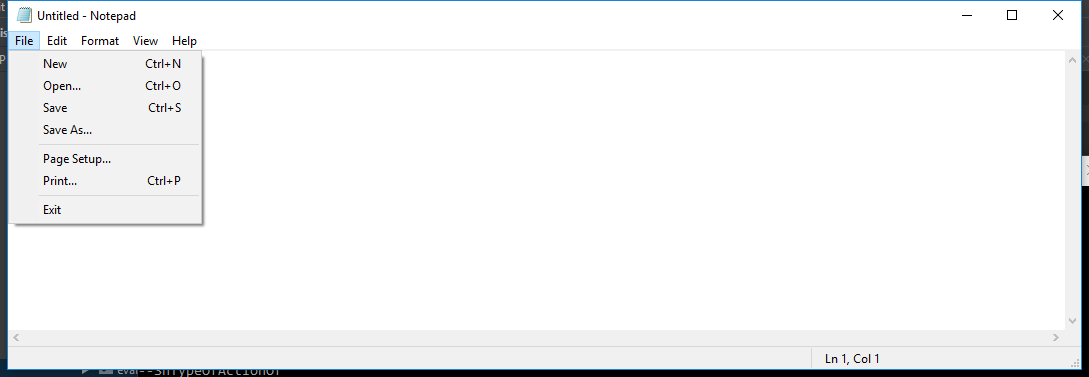 Untitled - Notepad
File Edit Format View Help
New Ctrl+N
Open... Ctrl+O
Save Ctrl+S
Save As...
Page Setup...
Print... Ctrl+P
Exit
Ln 1, Col 1